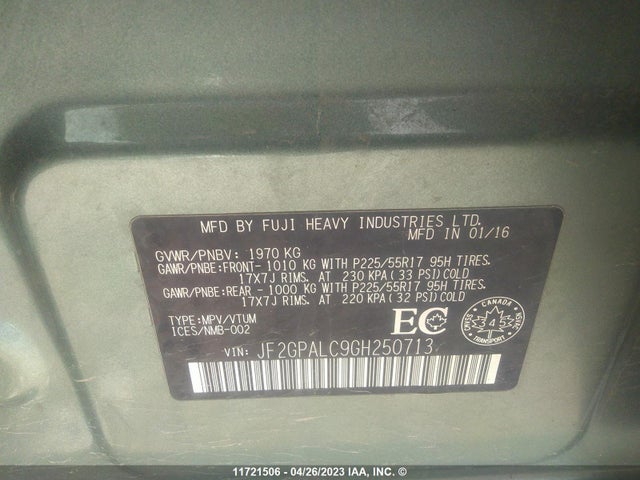 MFD BY FUJI HEAVY INDUSTRIES LTD.
MFD IN 01/16
GVWR/PNBV: 1970 KG
GAWR/PNBE:FRONT- 1010 KG WITH P225/55R17 95H TIRES.
17X7J RIMS. AT 230 KPA (33 PSI) COLD
GAWR/PNBE:REAR - 1000 KG WITH P225/55R17 95H TIRES.
17X7J RIMS. AT 220 KPA (32 PSI) COLD
TYPE:MPV/VTUM
ICES/NMB-002
EC
CANADA
345
TRANSPORT
VIN: JF2GPALC9GH250713
11721506 - 04/26/2023 IAA, INC. ©